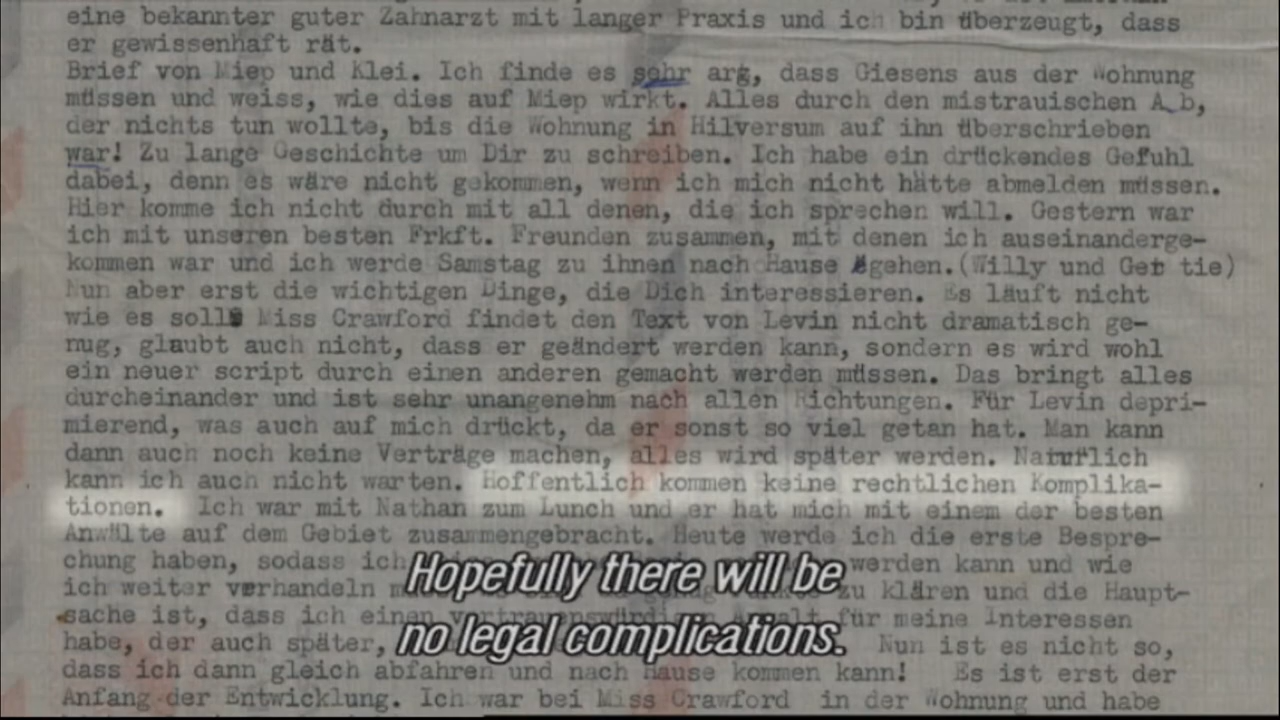 eine bekannter guter Zahnarzt mit langer Praxis und ich bin überzeugt, dass
er gewissenhaft rät.
Brief von Miep und Klei. Ich finde es sehr arg, dass Giesens aus der Wohnung
müssen und weiss, wie dies auf Miep wirkt. Alles durch den mistrauischen A b,
der nichts tun wollte, bis die Wohnung in Hilversum auf ihn überschrieben
war! Zu lange Geschichte um Dir zu schreiben. Ich habe ein drückendes Gefuhl
dabei, denn es wäre nicht gekommen, wenn ich mich nicht hätte abmelden müssen.
Hier komme ich nicht durch mit all denen, die ich sprechen will. Gestern war
ich mit unseren besten Frkft. Freunden zusammen, mit denen ich auseinanderge-
kommen war und ich werde Samstag zu ihnen nach Hause gehen.(Willy und Ger tie)
Nun aber erst die wichtigen Dinge, die Dich interessieren. Es läuft nicht
wie es soll Miss Crawford findet den Text von Levin nicht dramatisch ge-
nug, glaubt auch nicht, dass er geändert werden kann, sondern es wird wohl
ein neuer script durch einen anderen gemacht werden müssen. Das bringt alles
durcheinander und ist sehr unangenehm nach allen Richtungen. Für Levin depri-
mierend, was auch auf mich drückt, da er sonst so viel getan hat. Man kann
dann auch noch keine Verträge machen, alles wird später werden. Naturlich
kann ich auch nicht warten. Hoffentlich kommen keine rechtlichen Komplika-
tionen. Ich war mit Nathan zum Lunch und er hat mich mit einem der besten
Anwälte auf dem Gebiet zusammengebracht. Heute werde ich die erste Bespre-
chung haben, sodass ich werden kann und wie
ich weiter verhandeln zu klären und die Haupt-
sache ist, dass ich einen vertrauenswürdigen Anwalt für meine Interessen
habe, der auch später, Nun ist es nicht so,
dass ich dann gleich abfahren und nach Hause kommen kann! Es ist erst der
Anfang der Entwicklung. Ich war bei Miss Crawford in der Wohnung und habe
Hopefully there will be
no legal complications.